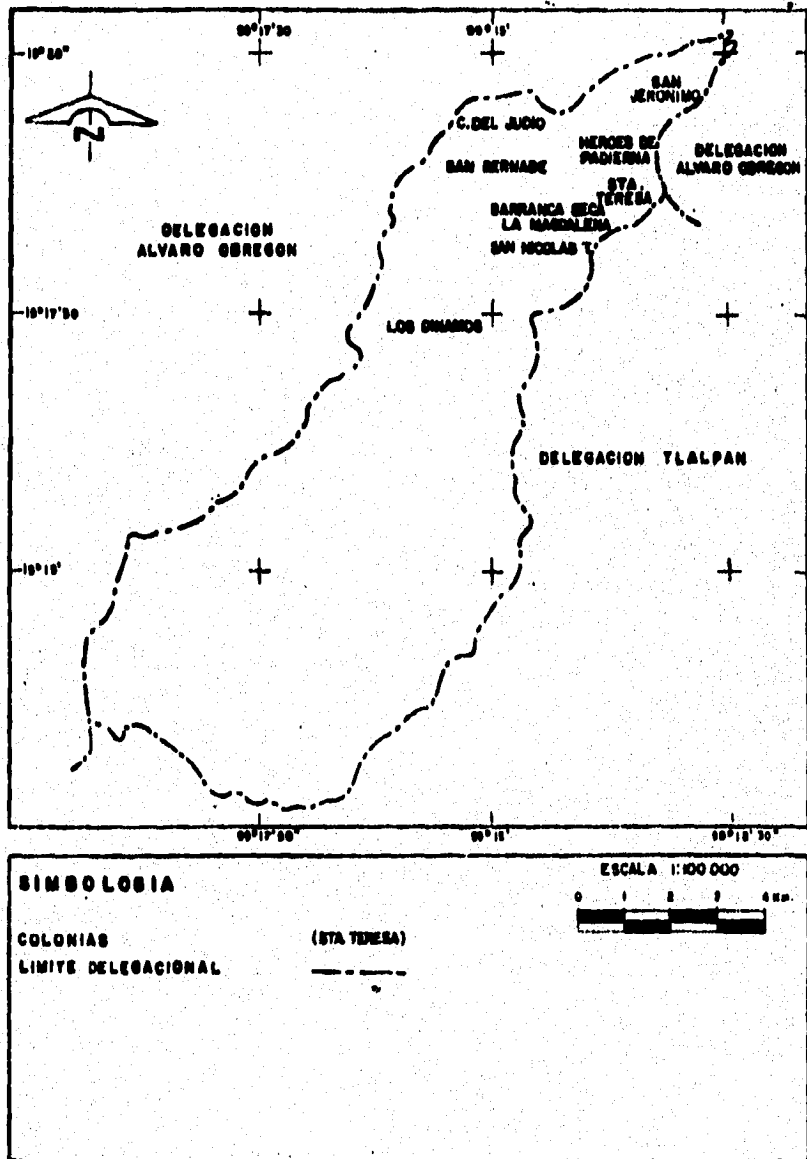 99°17'30
99°15'
19°20'
N
SAN
JERONIMO
C. DEL JUDIO
HEROES DE
PADIERNA
DELEGACION
ALVARO OBREGON
SAN BERNABE
STA.
TERESA
BARRANCA SECA
LA MAGDALENA
SAN NICOLAS T.
DELEGACION
ALVARO OBREGON
19°17'30
LOS DINAMOS
DELEGACION TLALPAN
19°15'
99°17'30
99°15'
99°12'30
SIMBOLOGIA
ESCALA 1:100 000
0 1 2 3 4 Km.
COLONIAS (STA. TERESA)
LIMITE DELEGACIONAL